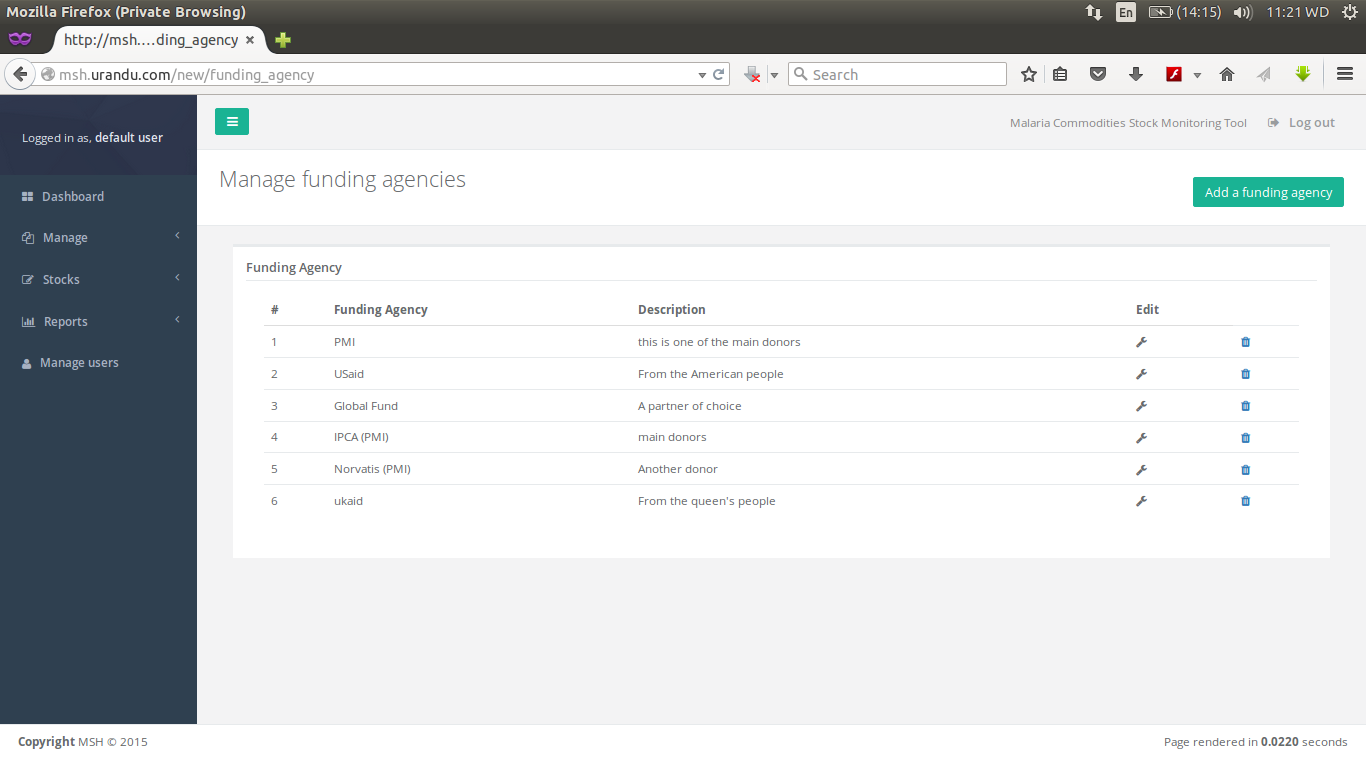 Mozilla Firefox (Private Browsing) En (14:15) 11:21 WD
http://msh....ding_agency
msh.urandu.com/new/funding_agency Search
Logged in as, default user
Malaria Commodities Stock Monitoring Tool Log out
Dashboard
Manage
Stocks
Reports
Manage users
Manage funding agencies
Add a funding agency
Funding Agency
# Funding Agency Description Edit
1 PMI this is one of the main donors
2 USaid From the American people
3 Global Fund A partner of choice
4 IPCA (PMI) main donors
5 Norvatis (PMI) Another donor
6 ukaid From the queen's people
Copyright MSH © 2015 Page rendered in 0.0220 seconds